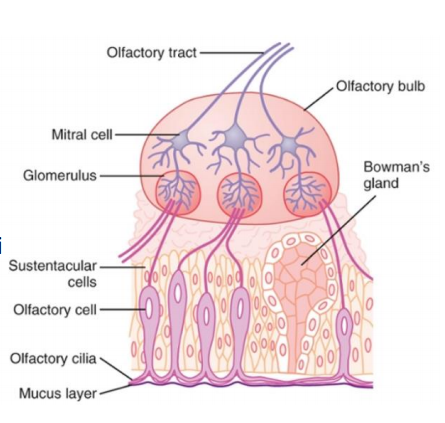 Olfactory tract
Olfactory bulb
Mitral cell
Glomerulus
Bowman's
gland
i
Sustentacular
cells
Olfactory cell
Olfactory cilia
Mucus layer